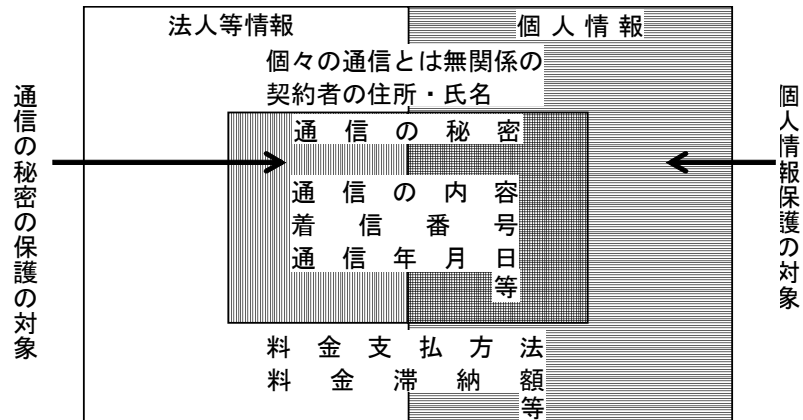 法人等情報
個人情報
個々の通信とは無関係の
契約者の住所・氏名
通信の秘密の保護の対象
通信の秘密
通信の内容
着信番号
通信年月日
等
個人情報保護の対象
料金支払方法
料金滞納額
等